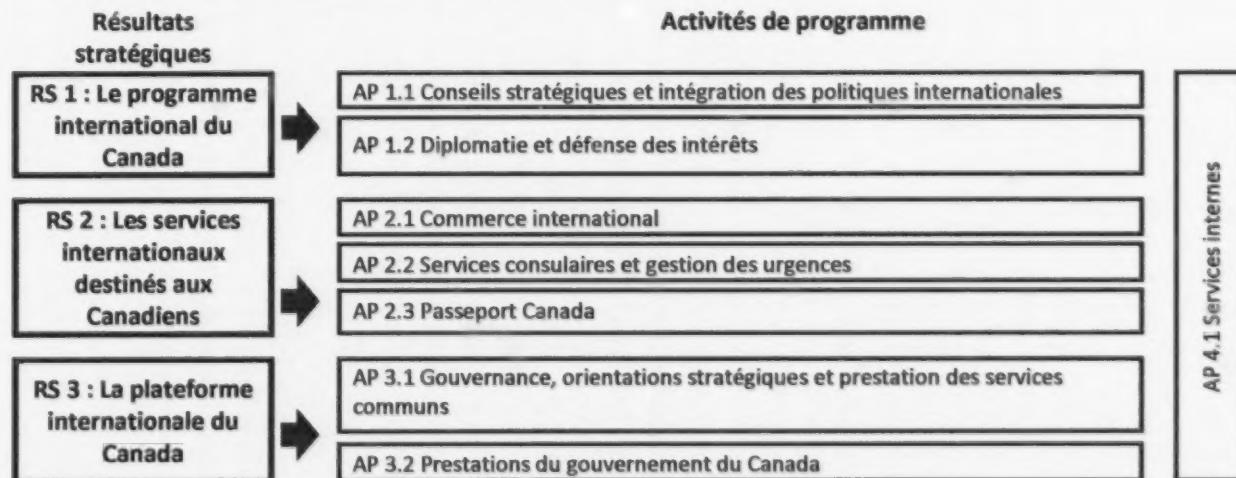 Résultats
stratégiques
Activités de programme
RS 1 : Le programme
international du
Canada
AP 1.1 Conseils stratégiques et intégration des politiques internationales
AP 1.2 Diplomatie et défense des intérêts
RS 2 : Les services
internationaux
destinés aux
Canadiens
AP 2.1 Commerce international
AP 2.2 Services consulaires et gestion des urgences
AP 2.3 Passeport Canada
RS 3 : La plateforme
internationale du
Canada
AP 3.1 Gouvernance, orientations stratégiques et prestation des services
communs
AP 3.2 Prestations du gouvernement du Canada
AP 4.1 Services internes